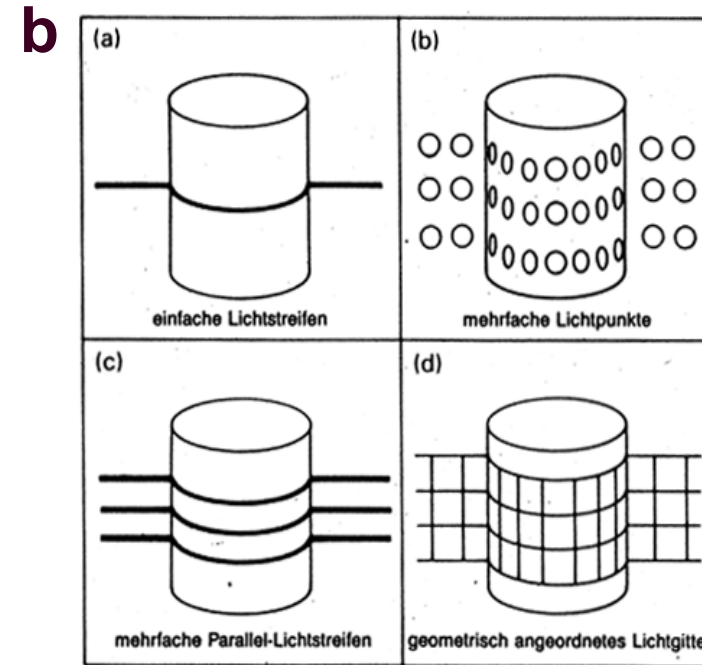 b
(a)
(b)
einfache Lichtstreifen
mehrfache Lichtpunkte
(c)
(d)
mehrfache Parallel-Lichtstreifen
geometrisch angeordnetes Lichtgitte